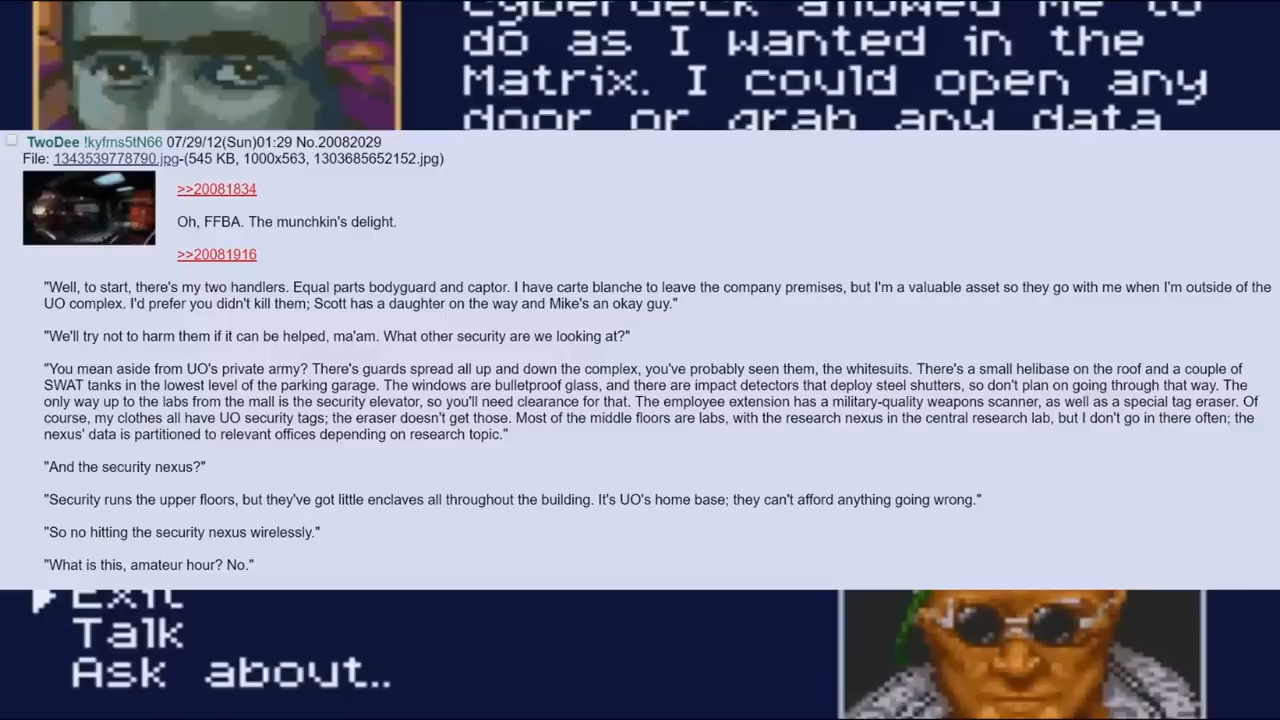 Cyberdeck allowed me to
do as I wanted in the
Matrix. I could open any
door or grab any data
TwoDee !kyfms5tN66 07/29/12(Sun)01:29 No.20082029
File: 1343539778790.jpg-(545 KB, 1000x563, 1303685652152.jpg)
>>20081834
Oh, FFBA. The munchkin's delight.
>>20081916
"Well, to start, there's my two handlers. Equal parts bodyguard and captor. I have carte blanche to leave the company premises, but I'm a valuable asset so they go with me when I'm outside of the
UO complex. I'd prefer you didn't kill them; Scott has a daughter on the way and Mike's an okay guy."
"We'll try not to harm them if it can be helped, ma'am. What other security are we looking at?"
"You mean aside from UO's private army? There's guards spread all up and down the complex, you've probably seen them, the whitesuits. There's a small helibase on the roof and a couple of
SWAT tanks in the lowest level of the parking garage. The windows are bulletproof glass, and there are impact detectors that deploy steel shutters, so don't plan on going through that way. The
only way up to the labs from the mall is the security elevator, so you'll need clearance for that. The employee extension has a military-quality weapons scanner, as well as a special tag eraser. Of
course, my clothes all have UO security tags; the eraser doesn't get those. Most of the middle floors are labs, with the research nexus in the central research lab, but I don't go in there often; the
nexus' data is partitioned to relevant offices depending on research topic."
"And the security nexus?"
"Security runs the upper floors, but they've got little enclaves all throughout the building. It's UO's home base; they can't afford anything going wrong."
"So no hitting the security nexus wirelessly."
"What is this, amateur hour? No."
Exit
Talk
Ask about..